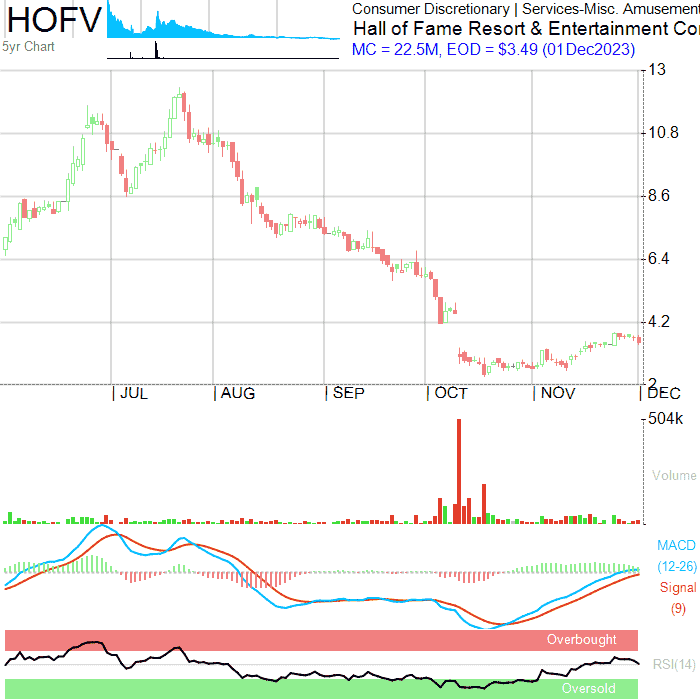 HOFV
5yr Chart
Consumer Discretionary | Services-Misc. Amusement
Hall of Fame Resort & Entertainment Co
MC = 22.5M, EOD = $3.49 (01Dec2023)
13
10.8
8.6
6.4
4.2
2
JUL AUG SEP OCT NOV DEC
504k
Volume
MACD
(12-26)
Signal
(9)
Overbought
RSI(14)
Oversold